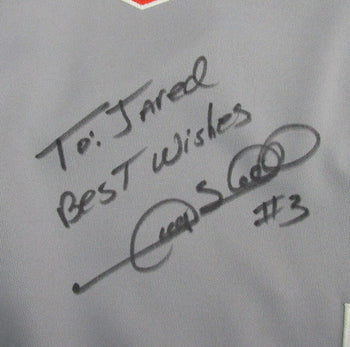 To: Jared
Best Wishes
#3